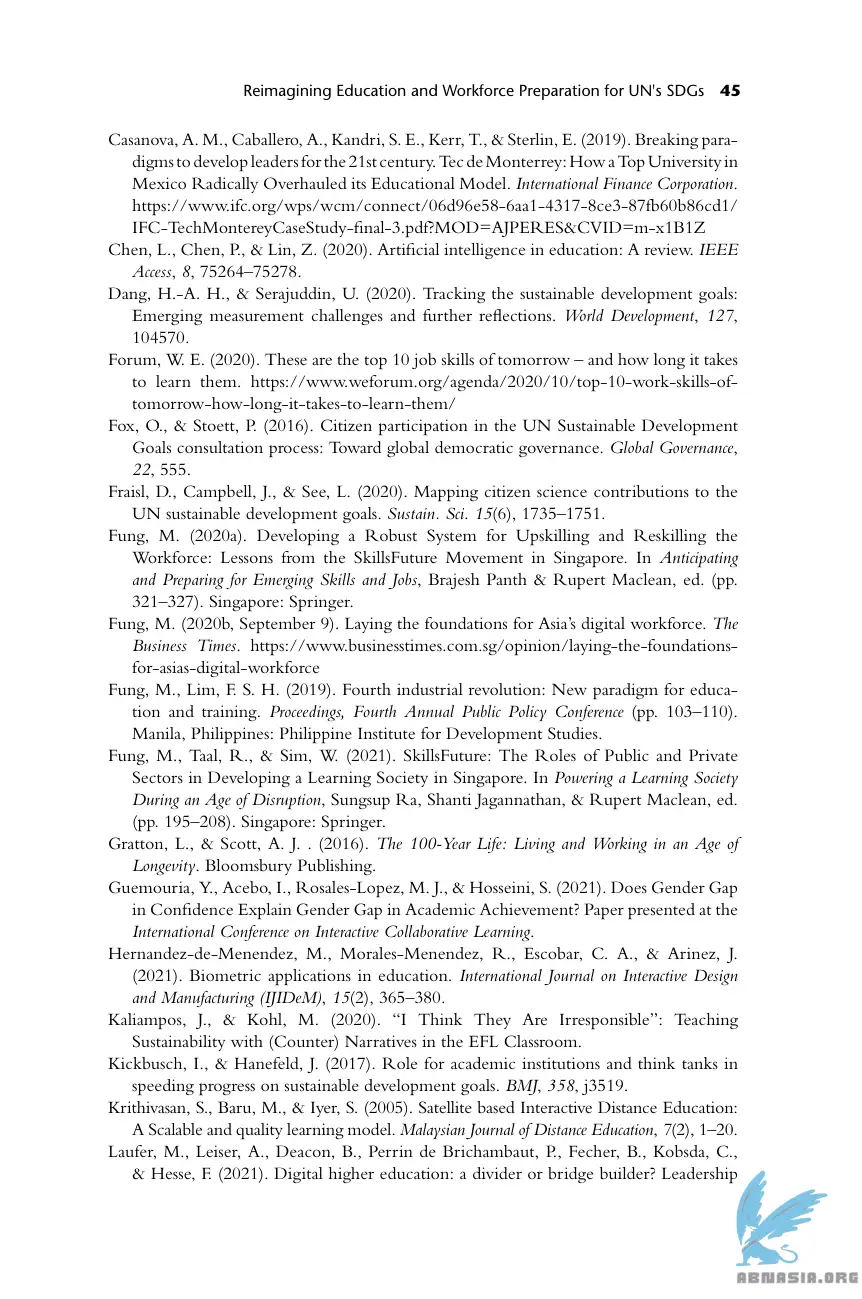 Reimagining Education and Workforce Preparation for UN's SDGs 45
Casanova, A. M., Caballero, A., Kandri, S. E., Kerr, T., & Sterlin, E. (2019). Breaking para-
digms to develop leaders for the 21st century. Tec de Monterrey: How a Top University in
Mexico Radically Overhauled its Educational Model. International Finance Corporation.
https://www.ifc.org/wps/wcm/connect/06d96e58-6aa1-4317-8ce3-87fb60b86cd1/
IFC-TechMontereyCaseStudy-final-3.pdf?MOD=AJPERES&CVID=m-x1B1Z
Chen, L., Chen, P., & Lin, Z. (2020). Artificial intelligence in education: A review. IEEE
Access, 8, 75264–75278.
Dang, H.-A. H., & Serajuddin, U. (2020). Tracking the sustainable development goals:
Emerging measurement challenges and further reflections. World Development, 127,
104570.
Forum, W. E. (2020). These are the top 10 job skills of tomorrow – and how long it takes
to learn them. https://www.weforum.org/agenda/2020/10/top-10-work-skills-of-
tomorrow-how-long-it-takes-to-learn-them/
Fox, O., & Stoett, P. (2016). Citizen participation in the UN Sustainable Development
Goals consultation process: Toward global democratic governance. Global Governance,
22, 555.
Fraisl, D., Campbell, J., & See, L. (2020). Mapping citizen science contributions to the
UN sustainable development goals. Sustain. Sci. 15(6), 1735–1751.
Fung, M. (2020a). Developing a Robust System for Upskilling and Reskilling the
Workforce: Lessons from the SkillsFuture Movement in Singapore. In Anticipating
and Preparing for Emerging Skills and Jobs, Brajesh Panth & Rupert Maclean, ed. (pp.
321–327). Singapore: Springer.
Fung, M. (2020b, September 9). Laying the foundations for Asia’s digital workforce. The
Business Times. https://www.businesstimes.com.sg/opinion/laying-the-foundations-
for-asias-digital-workforce
Fung, M., Lim, F. S. H. (2019). Fourth industrial revolution: New paradigm for educa-
tion and training. Proceedings, Fourth Annual Public Policy Conference (pp. 103–110).
Manila, Philippines: Philippine Institute for Development Studies.
Fung, M., Taal, R., & Sim, W. (2021). SkillsFuture: The Roles of Public and Private
Sectors in Developing a Learning Society in Singapore. In Powering a Learning Society
During an Age of Disruption, Sungsup Ra, Shanti Jagannathan, & Rupert Maclean, ed.
(pp. 195–208). Singapore: Springer.
Gratton, L., & Scott, A. J. . (2016). The 100-Year Life: Living and Working in an Age of
Longevity. Bloomsbury Publishing.
Guemouria, Y., Acebo, I., Rosales-Lopez, M. J., & Hosseini, S. (2021). Does Gender Gap
in Confidence Explain Gender Gap in Academic Achievement? Paper presented at the
International Conference on Interactive Collaborative Learning.
Hernandez-de-Menendez, M., Morales-Menendez, R., Escobar, C. A., & Arinez, J.
(2021). Biometric applications in education. International Journal on Interactive Design
and Manufacturing (IJIDeM), 15(2), 365–380.
Kaliampos, J., & Kohl, M. (2020). “I Think They Are Irresponsible”: Teaching
Sustainability with (Counter) Narratives in the EFL Classroom.
Kickbusch, I., & Hanefeld, J. (2017). Role for academic institutions and think tanks in
speeding progress on sustainable development goals. BMJ, 358, j3519.
Krithivasan, S., Baru, M., & Iyer, S. (2005). Satellite based Interactive Distance Education:
A Scalable and quality learning model. Malaysian Journal of Distance Education, 7(2), 1–20.
Laufer, M., Leiser, A., Deacon, B., Perrin de Brichambaut, P., Fecher, B., Kobsda, C.,
& Hesse, F. (2021). Digital higher education: a divider or bridge builder? Leadership
ABNASIA.ORG